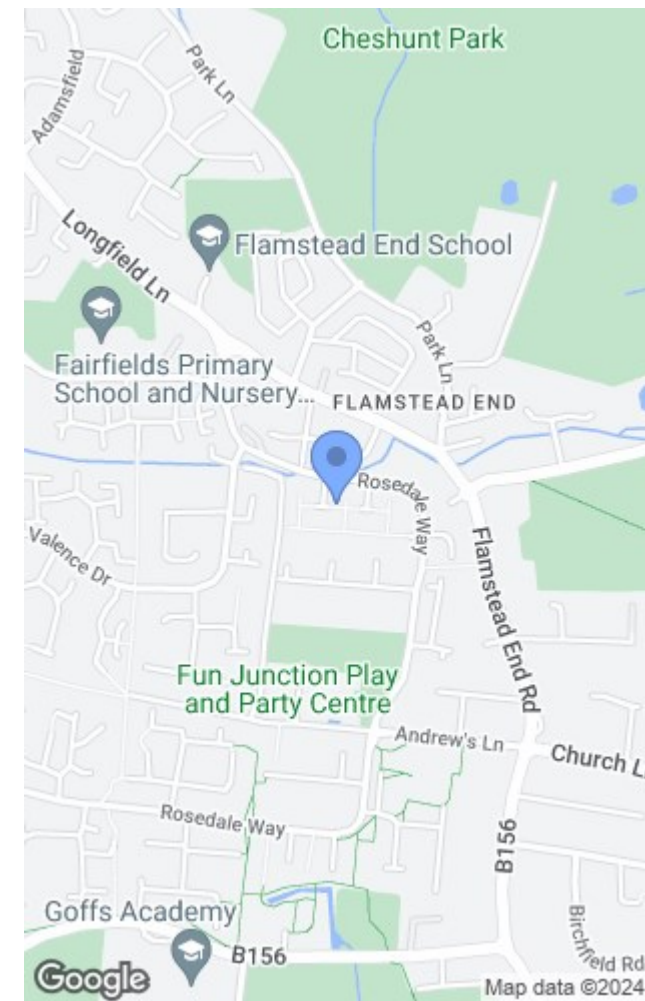 Cheshunt Park
Park Ln
Adamsfield
Longfield Ln
Flamstead End School
Park Ln
Fairfields Primary
School and Nursery...
FLAMSTEAD END
Rosedale Way
Valence Dr
Flamstead End Rd
Fun Junction Play
and Party Centre
Andrew's Ln
Church L
Rosedale Way
B156
Goffs Academy
B156
Birchfield Rd
Google
Map data ©2024